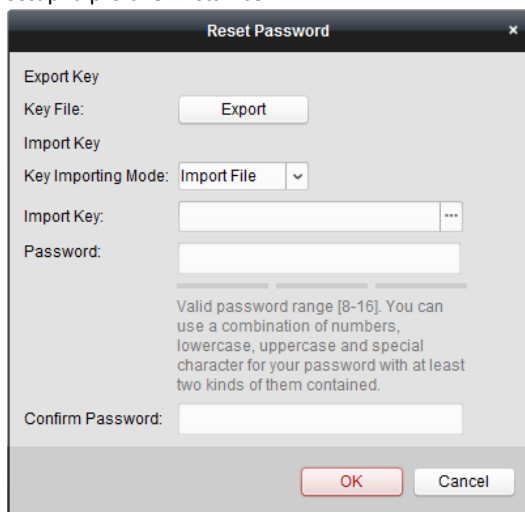 Reset Password ×
Export Key
Key File: Export
Import Key
Key Importing Mode: Import File
Import Key: ...
Password:
Valid password range [8-16]. You can
use a combination of numbers,
lowercase, uppercase and special
character for your password with at least
two kinds of them contained.
Confirm Password:
OK Cancel